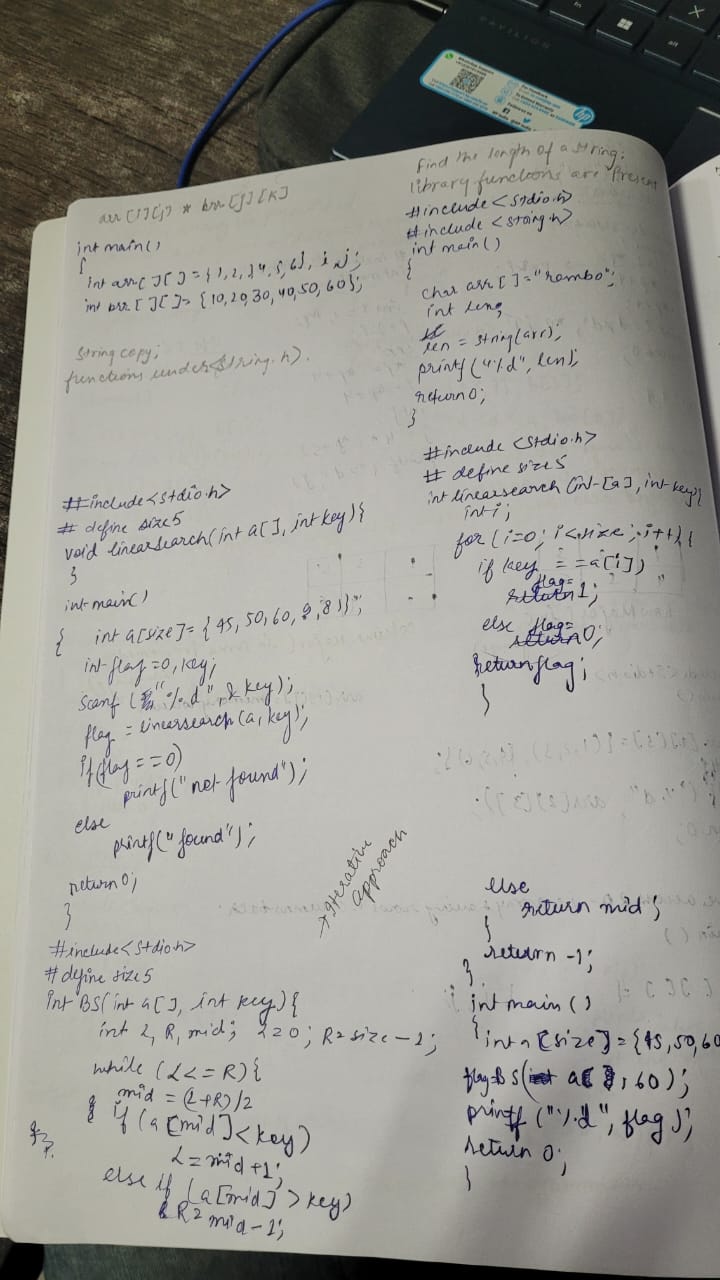 arr [i][j] * brr [j][k]
int main()
{
int arr[ ][ ] = {1,2,3,4,5,6}, i, j;
int brr [ ][ ]= {10,20,30,40,50,60};
String copy;
functions under <string.h>.
#include<stdio.h>
# define size5
void linearsearch(int a[ ], int key){
}
int main()
{ int a[size]= {45,50,60,9,81}";
int flag=0, key;
scanf ("%d", & key);
flag = linearsearch(a, key);
if(flag ==0)
printf("not found");
else
printf("found");
return 0;
}
#include<stdio.h>
#define size5
int BS(int a[ ], int key){
int L, R, mid; L=0; R=size-1;
while (L<=R){
mid = (L+R)/2
if (a[mid]<key)
L=mid+1;
else if (a[mid]>key)
R=mid-1;
Iterative
approach
find the length of a string:
library functions are present
#include<stdio.h>
#include <string.h>
int main()
{
char arr[ ]="rambo";
int len;
len = string(arr);
printf ("%d", len);
return 0;
}
#include <stdio.h>
# define size5
int linearsearch (int [a], int key){
int i;
for (i=0; i<size; i++){
if key ==a[i])
flag=
return 1;
else flag=
return 0;
return flag;
}
else
return mid;
}
return -1;
}
int main()
{
int a[size]={45,50,60
flag=BS(int a[ ], 60);
printf ("%d", flag);
return 0;
}
PAVILION
hp
alt